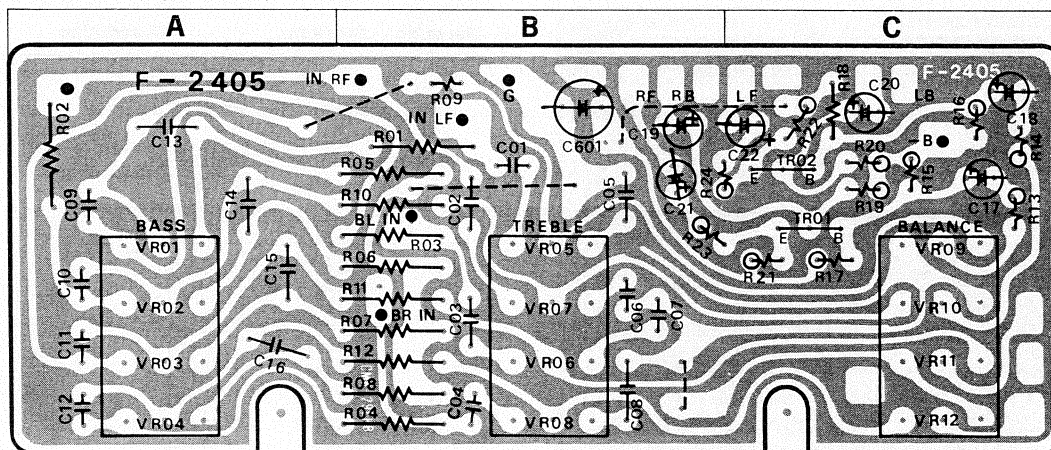 A B C
F-2405
IN RF
R09
G
RF RB LF
R18
C20
F-2405
LB
R16
C18
R02
C13
R01
IN LF
C01
C601
C19
C22
R22
-B
R14
R05
R10
BL IN
R03
C02
C05
C21
R24
TR02
E B
R20
R19
R15
C17
R13
C09
C14
R23
TR01
E B
BASS
VR01
TREBLE
VR05
BALANCE
VR09
C10
C15
R06
R21
R17
VR02
R11
VR07
VR10
R07
BR IN
C03
C06
C07
C11
VR03
C16
R12
VR06
VR11
R08
C12
VR04
R04
C04
VR08
C08
VR12